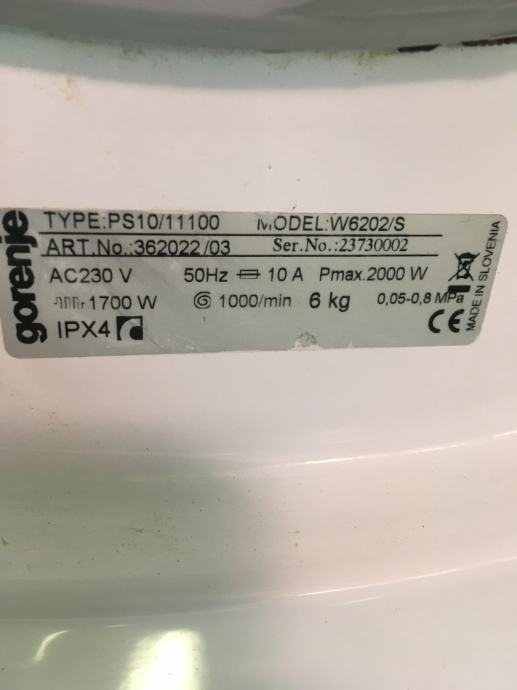 gorenje
TYPE:PS10/11100 MODEL:W6202/S
ART.No.:362022/03 Ser.No.:23730002
AC230 V 50Hz 10 A Pmax.2000 W
1700 W 1000/min 6 kg 0,05-0,8 MPa
IPX4 CE
MADE IN SLOVENIA